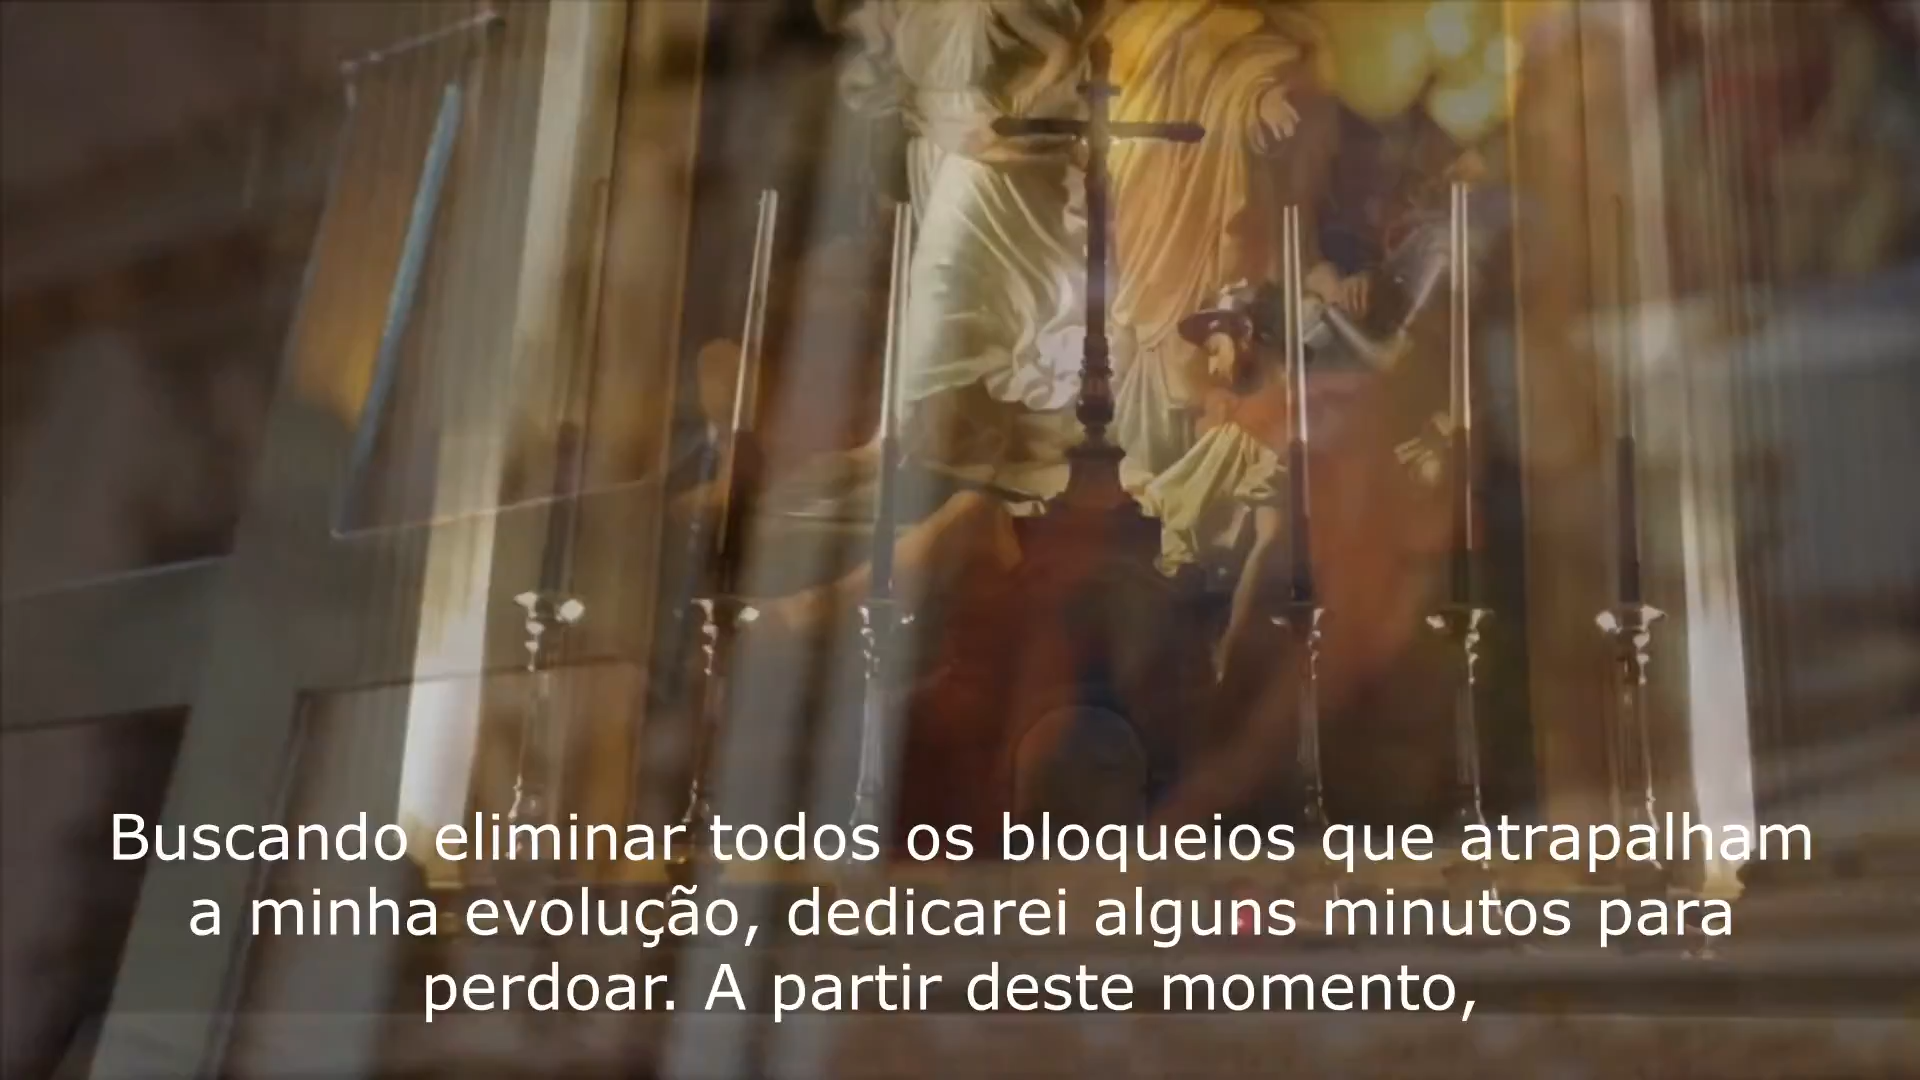 Buscando eliminar todos os bloqueios que atrapalham
a minha evolução, dedicarei alguns minutos para
perdoar. A partir deste momento,